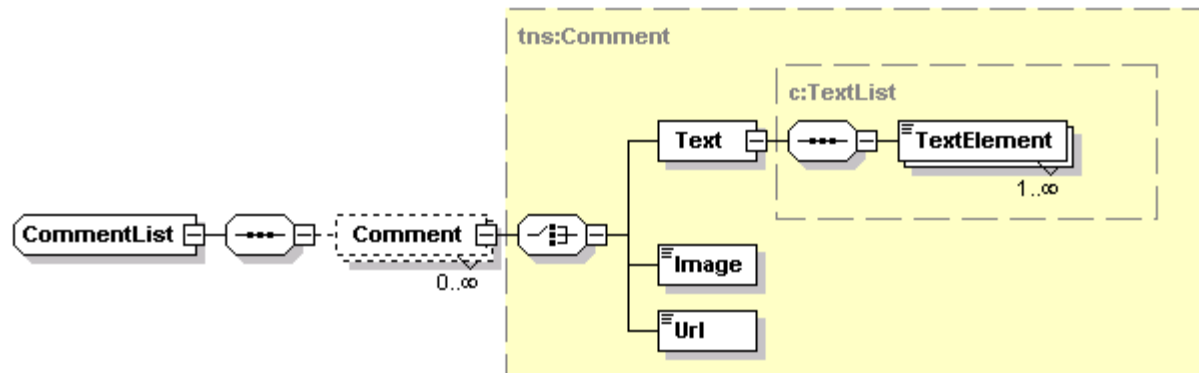 tns:Comment
c:TextList
Text
TextElement
1..∞
CommentList
Comment
0..∞
Image
Url